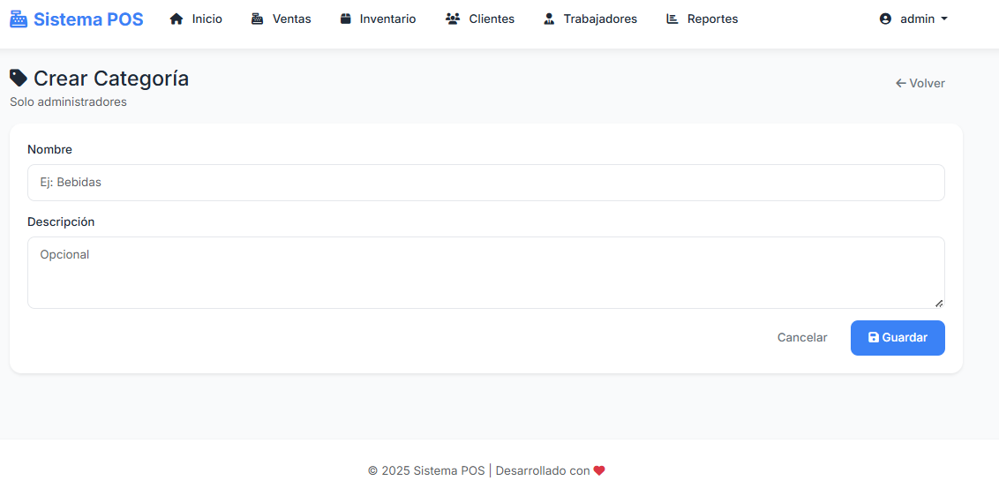 Sistema POS Inicio Ventas Inventario Clientes Trabajadores Reportes admin
Crear Categoría
Volver
Solo administradores
Nombre
Ej: Bebidas
Descripción
Opcional
Cancelar Guardar
© 2025 Sistema POS | Desarrollado con ❤